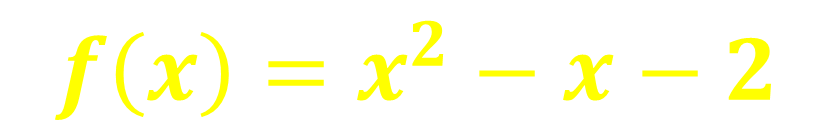 f(x) = x² − x − 2